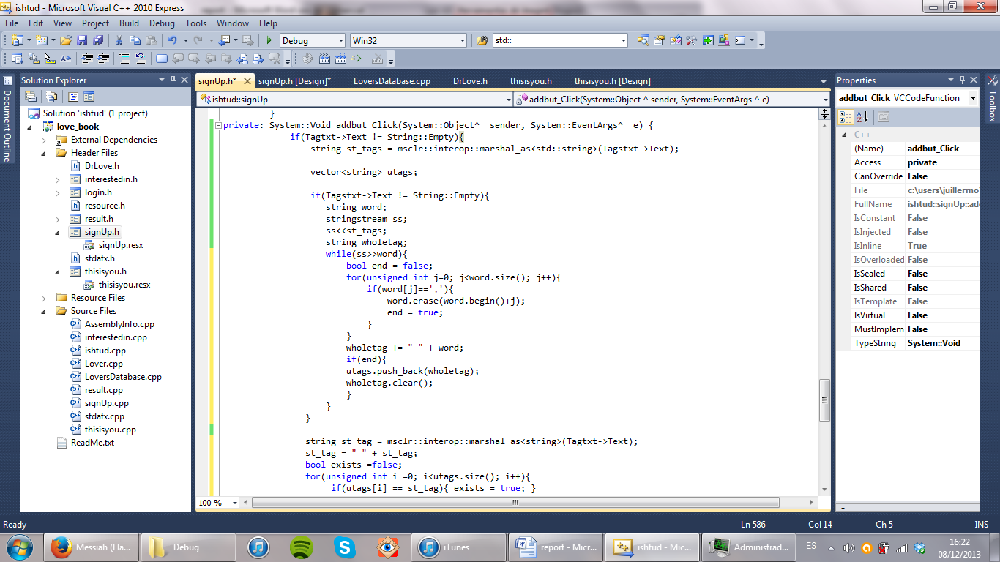 ishtud - Microsoft Visual C++ 2010 Express
File Edit View Project Build Debug Tools Window Help
Debug Win32 std::
Document Outline
Solution Explorer
Solution 'ishtud' (1 project)
love_book
External Dependencies
Header Files
DrLove.h
interestedin.h
login.h
resource.h
result.h
signUp.h
signUp.resx
stdafx.h
thisisyou.h
thisisyou.resx
Resource Files
Source Files
AssemblyInfo.cpp
interestedin.cpp
ishtud.cpp
Lover.cpp
LoversDatabase.cpp
result.cpp
signUp.cpp
stdafx.cpp
thisisyou.cpp
ReadMe.txt
signUp.h* signUp.h [Design]* LoversDatabase.cpp DrLove.h thisisyou.h thisisyou.h [Design]
ishtud::signUp addbut_Click(System::Object ^ sender, System::EventArgs ^ e)
}
private: System::Void addbut_Click(System::Object^  sender, System::EventArgs^  e) {
if(Tagtxt->Text != String::Empty){
string st_tags = msclr::interop::marshal_as<std::string>(Tagstxt->Text);
vector<string> utags;
if(Tagstxt->Text != String::Empty){
string word;
stringstream ss;
ss<<st_tags;
string wholetag;
while(ss>>word){
bool end = false;
for(unsigned int j=0; j<word.size(); j++){
if(word[j]==','){
word.erase(word.begin()+j);
end = true;
}
}
wholetag += " " + word;
if(end){
utags.push_back(wholetag);
wholetag.clear();
}
}
}
string st_tag = msclr::interop::marshal_as<string>(Tagtxt->Text);
st_tag = " " + st_tag;
bool exists =false;
for(unsigned int i =0; i<utags.size(); i++){
if(utags[i] == st_tag){ exists = true; }
100 %
Properties
addbut_Click VCCodeFunction
C++
(Name) addbut_Click
Access private
CanOverride False
File c:\users\juillermo
FullName ishtud::signUp::ad
IsConstant False
IsInjected False
IsInline True
IsOverloaded False
IsSealed False
IsShared False
IsTemplate False
IsVirtual False
MustImplem False
TypeString System::Void
Toolbox
Ready Ln 586 Col 14 Ch 5 INS
Messiah (Ha... Debug iTunes report - Micr... ishtud - Mic... Administrad... ES 16:22
08/12/2013